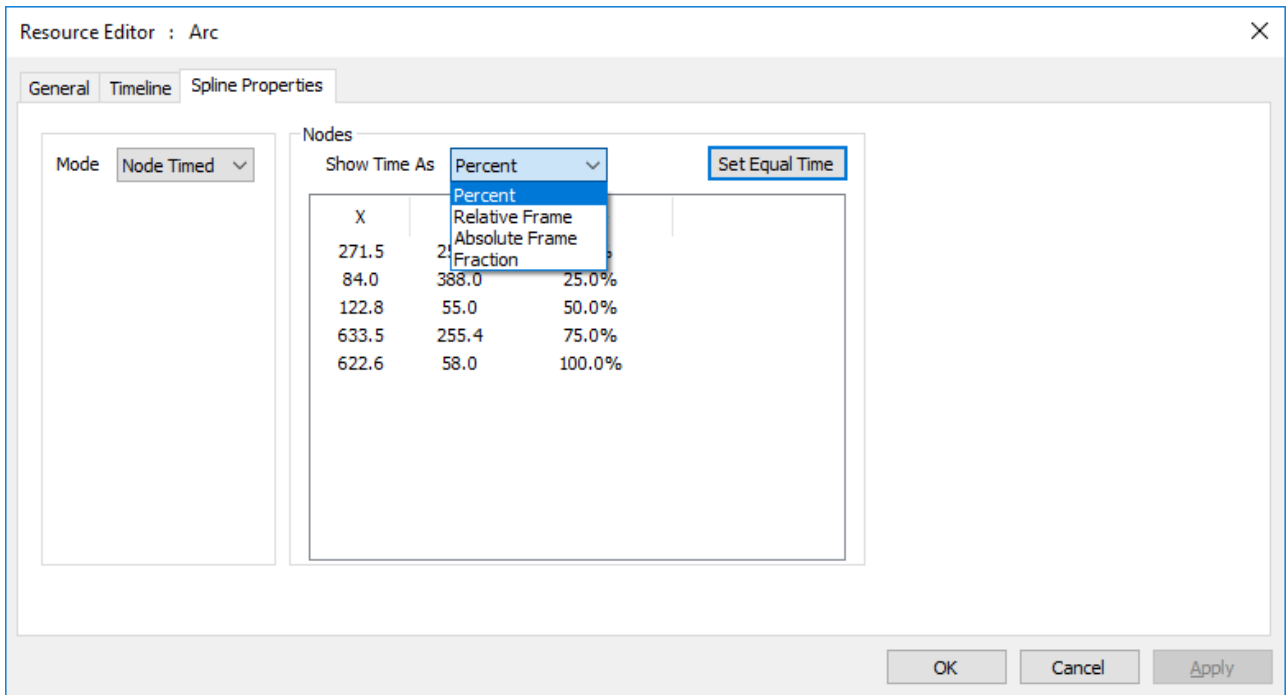 Resource Editor : Arc
General Timeline Spline Properties
Nodes
Mode Node Timed Show Time As Percent Set Equal Time
Percent
Relative Frame
Absolute Frame
Fraction
X
271.5
84.0 388.0 25.0%
122.8 55.0 50.0%
633.5 255.4 75.0%
622.6 58.0 100.0%
OK Cancel Apply